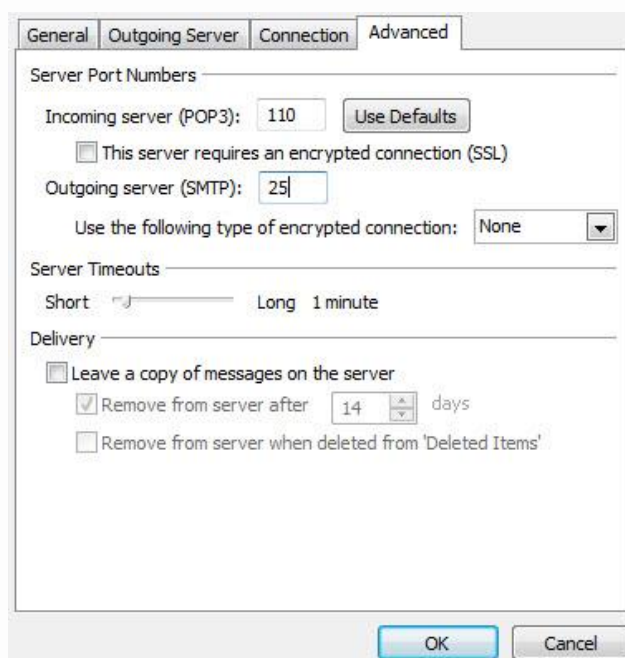 General Outgoing Server Connection Advanced
Server Port Numbers
Incoming server (POP3): 110 Use Defaults
This server requires an encrypted connection (SSL)
Outgoing server (SMTP): 25
Use the following type of encrypted connection: None
Server Timeouts
Short Long 1 minute
Delivery
Leave a copy of messages on the server
Remove from server after 14 days
Remove from server when deleted from 'Deleted Items'
OK Cancel